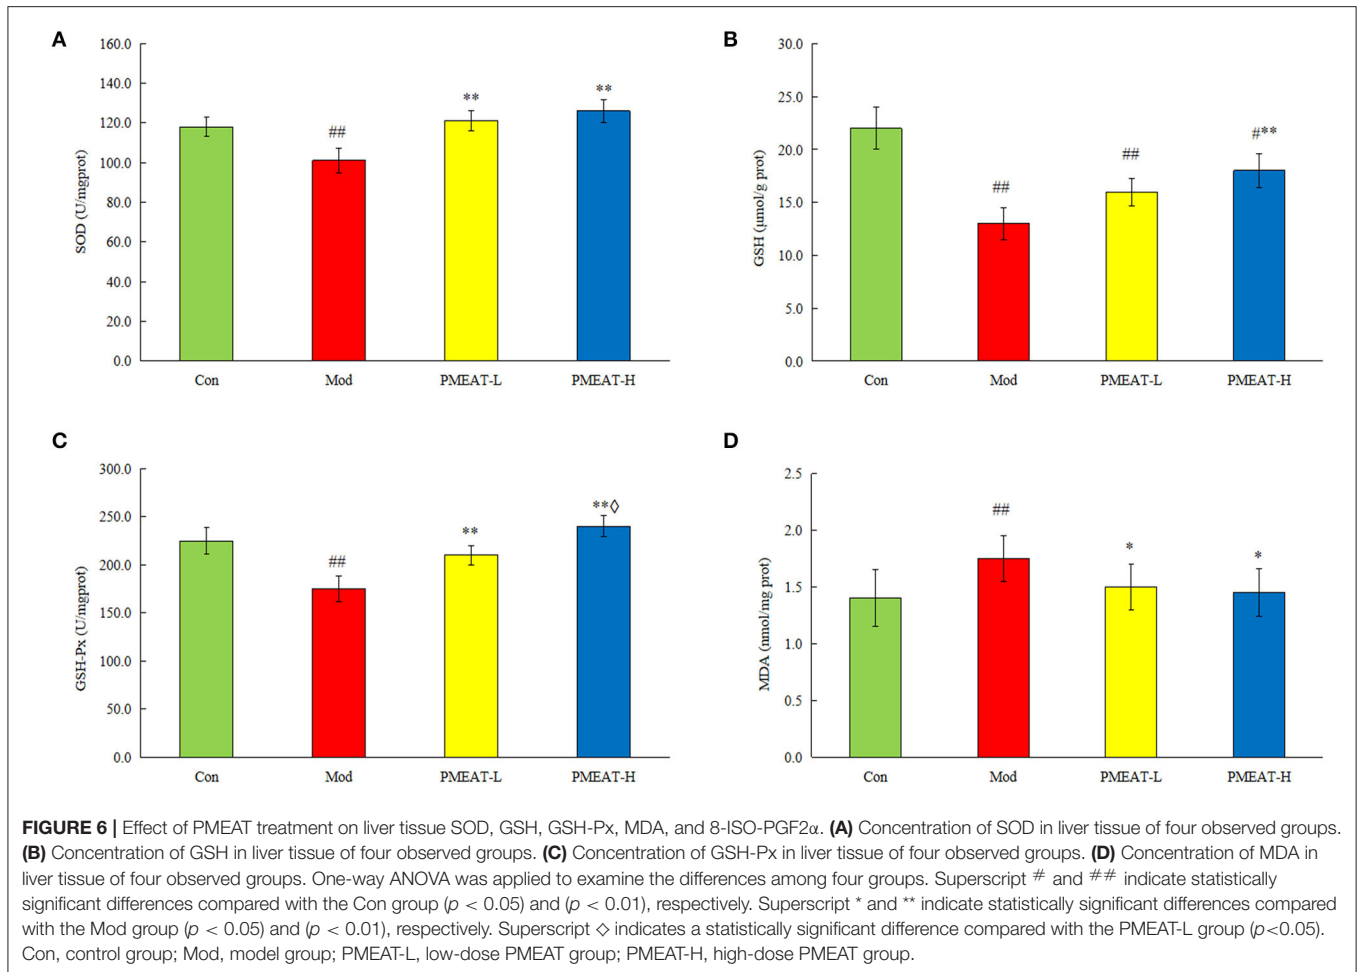 A
160.0
140.0
120.0
100.0
80.0
60.0
40.0
20.0
0.0
SOD (U/mgprot)
##
**
**
Con Mod PMEAT-L PMEAT-H
B
30.0
25.0
20.0
15.0
10.0
5.0
0.0
GSH (μmol/g prot)
##
##
#**
Con Mod PMEAT-L PMEAT-H
C
300.0
250.0
200.0
150.0
100.0
50.0
0.0
GSH-Px (U/mgprot)
##
**
**◊
Con Mod PMEAT-L PMEAT-H
D
2.5
2.0
1.5
1.0
0.5
0.0
MDA (nmol/mg prot)
##
*
*
Con Mod PMEAT-L PMEAT-H
FIGURE 6 | Effect of PMEAT treatment on liver tissue SOD, GSH, GSH-Px, MDA, and 8-ISO-PGF2α. (A) Concentration of SOD in liver tissue of four observed groups.
(B) Concentration of GSH in liver tissue of four observed groups. (C) Concentration of GSH-Px in liver tissue of four observed groups. (D) Concentration of MDA in
liver tissue of four observed groups. One-way ANOVA was applied to examine the differences among four groups. Superscript # and ## indicate statistically
significant differences compared with the Con group (p < 0.05) and (p < 0.01), respectively. Superscript * and ** indicate statistically significant differences compared
with the Mod group (p < 0.05) and (p < 0.01), respectively. Superscript ◇ indicates a statistically significant difference compared with the PMEAT-L group (p<0.05).
Con, control group; Mod, model group; PMEAT-L, low-dose PMEAT group; PMEAT-H, high-dose PMEAT group.